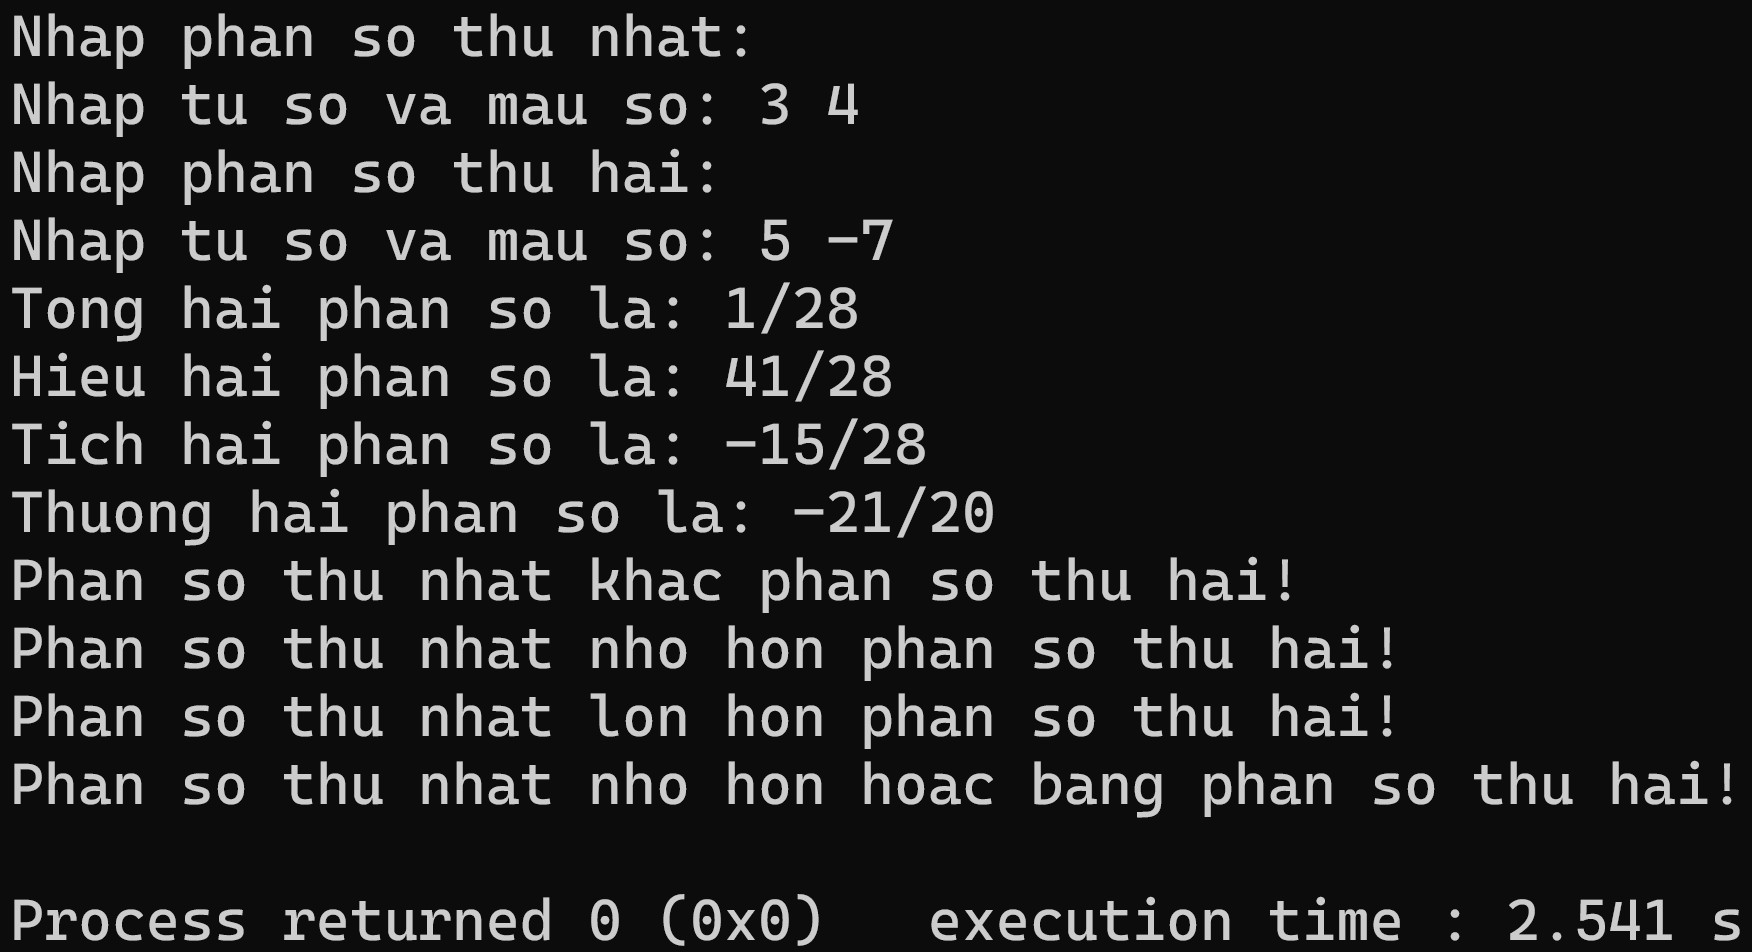 Nhap phan so thu nhat:
Nhap tu so va mau so: 3 4
Nhap phan so thu hai:
Nhap tu so va mau so: 5 -7
Tong hai phan so la: 1/28
Hieu hai phan so la: 41/28
Tich hai phan so la: -15/28
Thuong hai phan so la: -21/20
Phan so thu nhat khac phan so thu hai!
Phan so thu nhat nho hon phan so thu hai!
Phan so thu nhat lon hon phan so thu hai!
Phan so thu nhat nho hon hoac bang phan so thu hai!
Process returned 0 (0x0)   execution time : 2.541 s